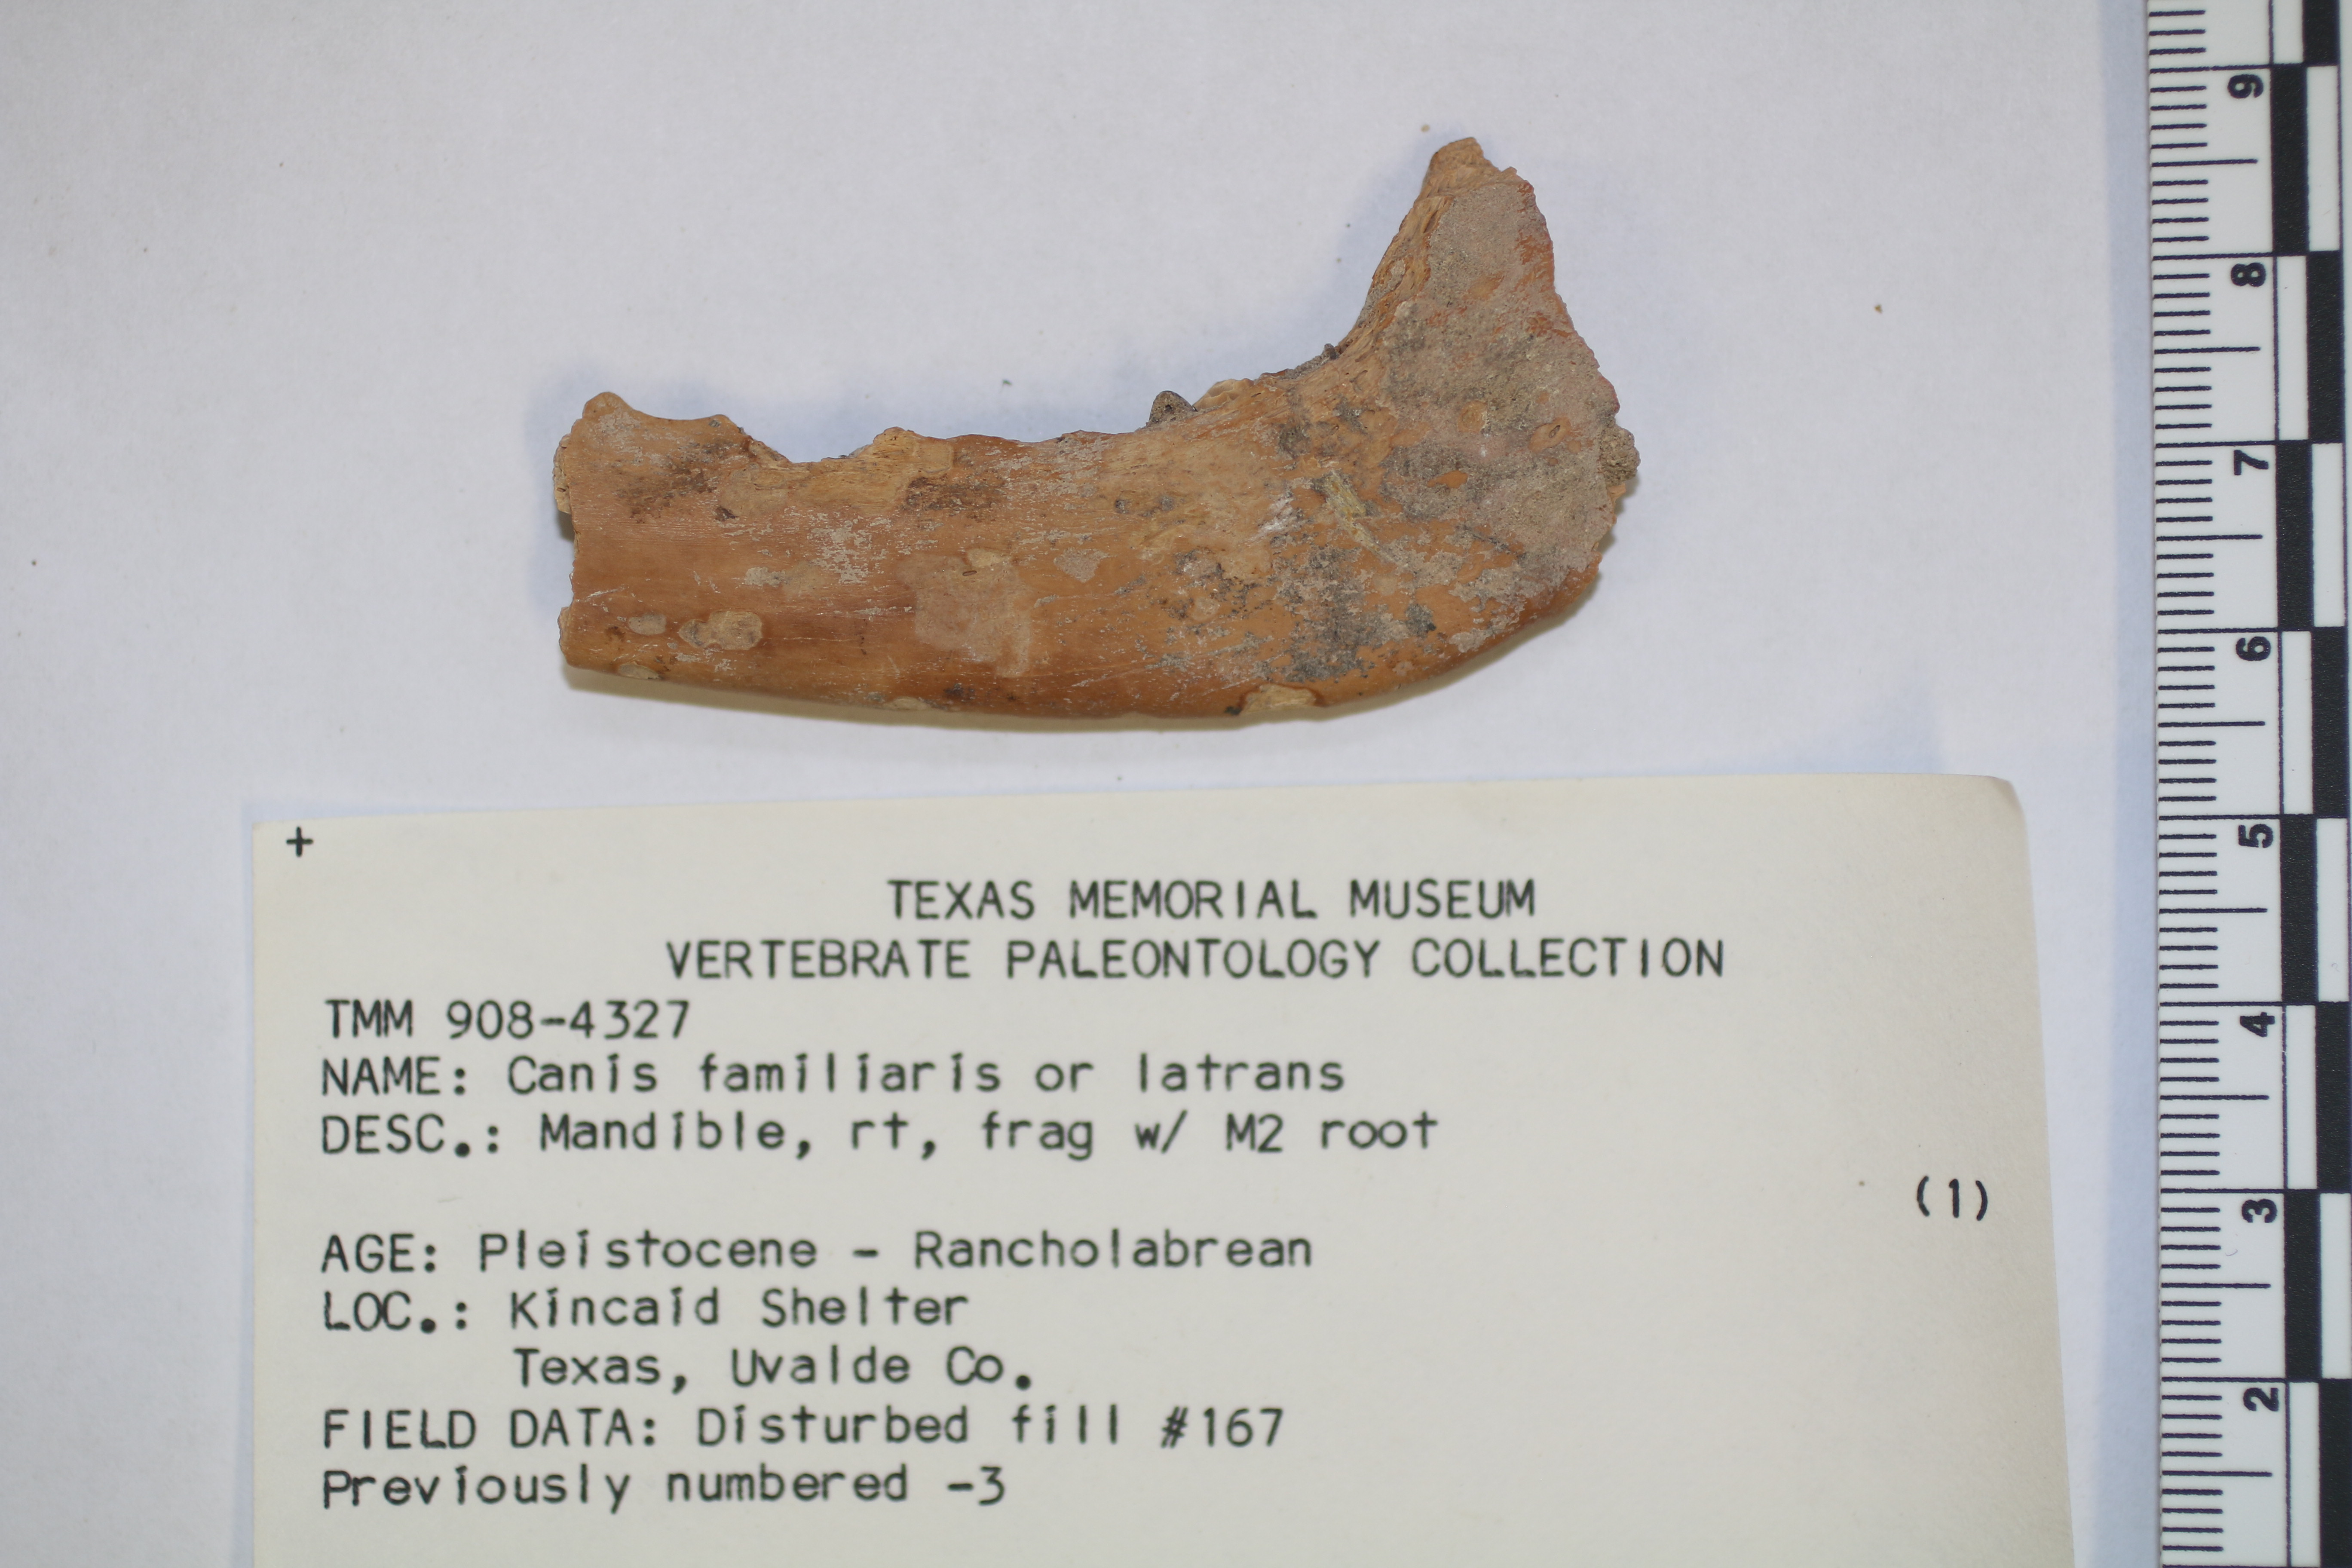 +
TEXAS MEMORIAL MUSEUM
VERTEBRATE PALEONTOLOGY COLLECTION
TMM 908-4327
NAME: Canis familiaris or latrans
DESC.: Mandible, rt, frag w/ M2 root
(1)
AGE: Pleistocene - Rancholabrean
LOC.: Kincaid Shelter
Texas, Uvalde Co.
FIELD DATA: Disturbed fill #167
Previously numbered -3
9
8
7
6
5
4
3
2